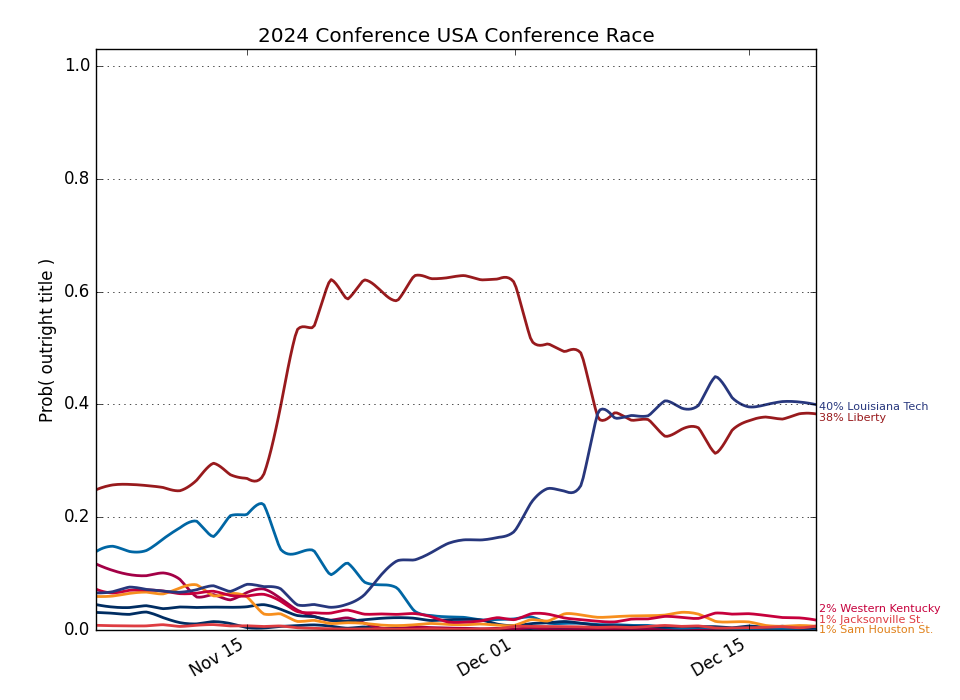 2024 Conference USA Conference Race
1.0
0.8
0.6
0.4
0.2
0.0
Prob( outright title )
Nov 15
Dec 01
Dec 15
40% Louisiana Tech
38% Liberty
2% Western Kentucky
1% Jacksonville St.
1% Sam Houston St.